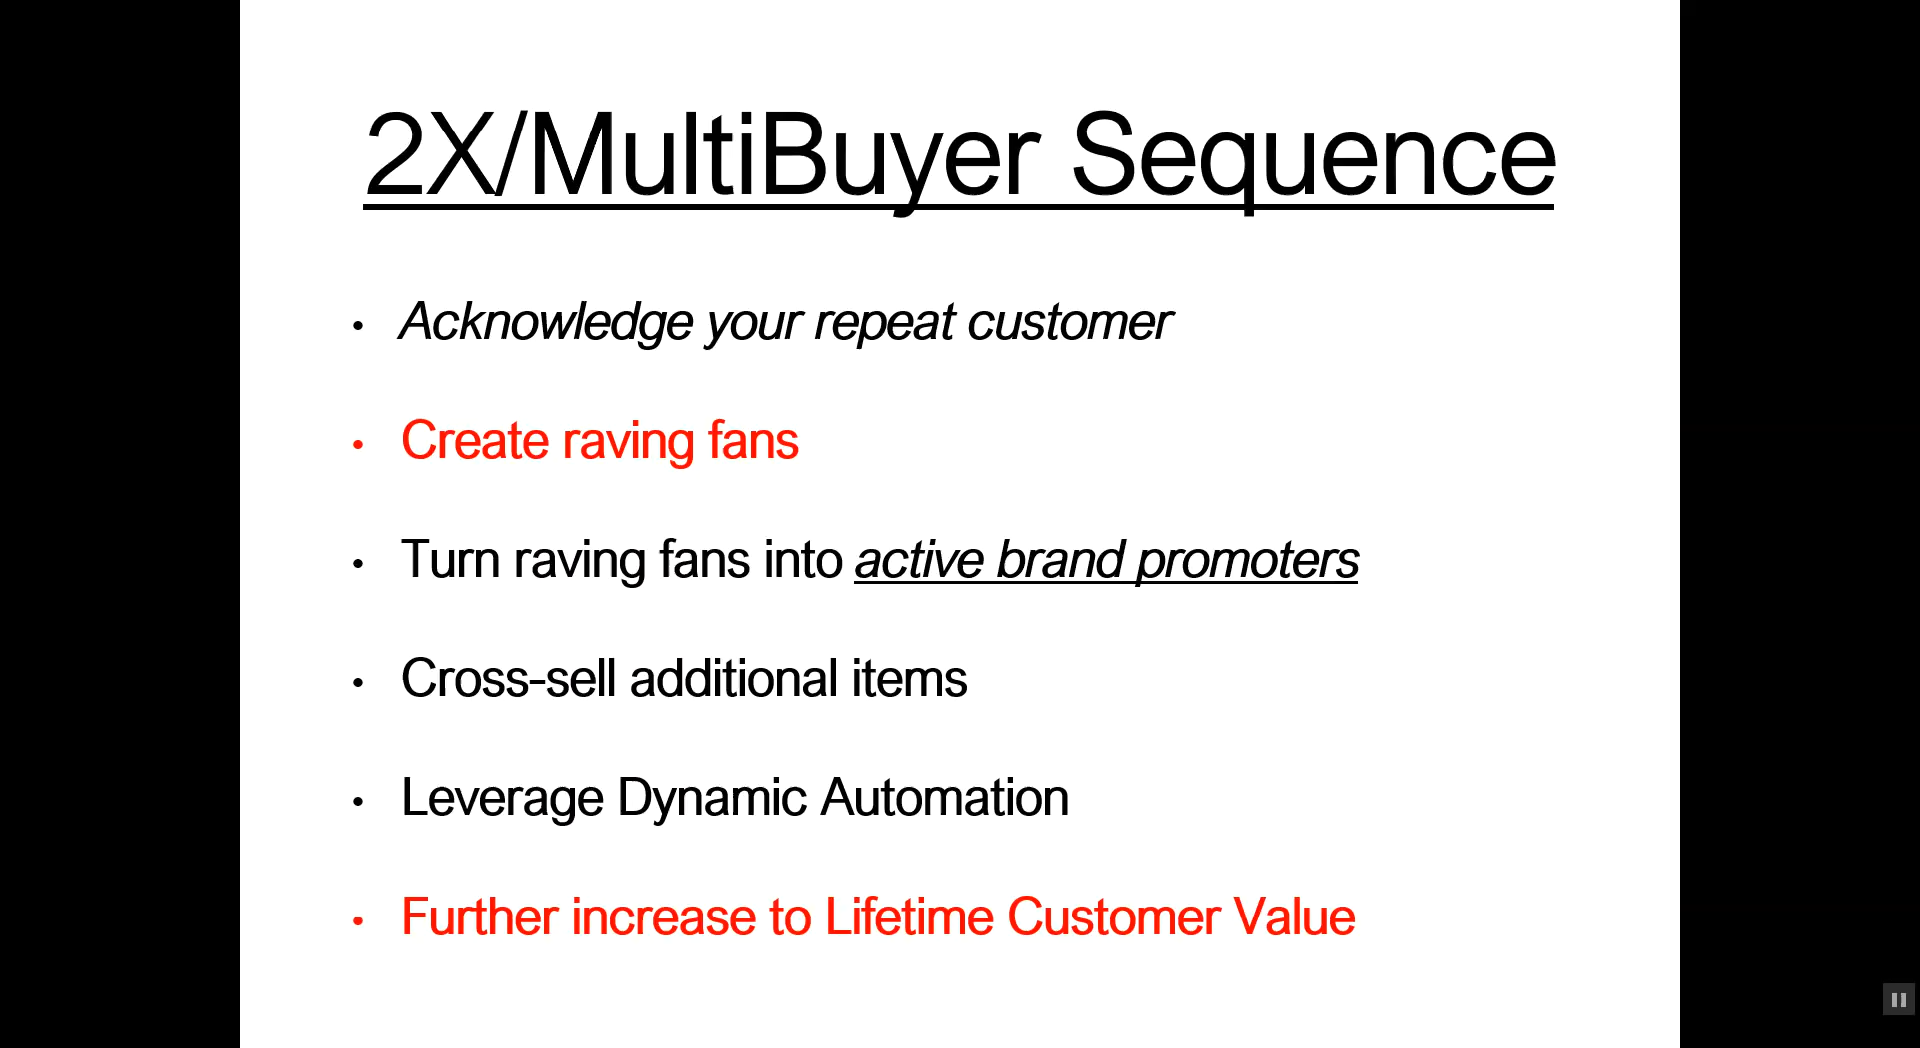 2X/MultiBuyer Sequence
• Acknowledge your repeat customer
• Create raving fans
• Turn raving fans into active brand promoters
• Cross-sell additional items
• Leverage Dynamic Automation
• Further increase to Lifetime Customer Value